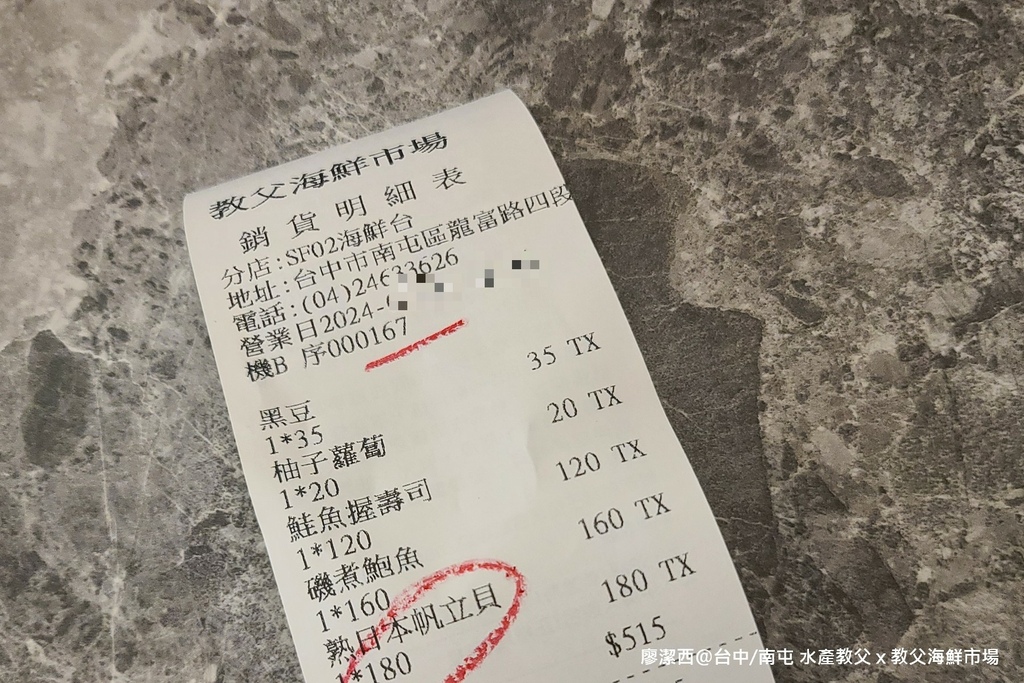 教父海鮮市場
銷貨明細表
分店:SF02海鮮台
地址:台中市南屯區龍富路四段
電話:(04)24633626
營業日2024-
機B 序000167
黑豆
1*35 35 TX
柚子蘿蔔
1*20 20 TX
鮭魚握壽司
1*120 120 TX
磯煮鮑魚
1*160 160 TX
熟日本帆立貝
1*180 180 TX
$515
廖潔西@台中/南屯 水產教父 x 教父海鮮市場